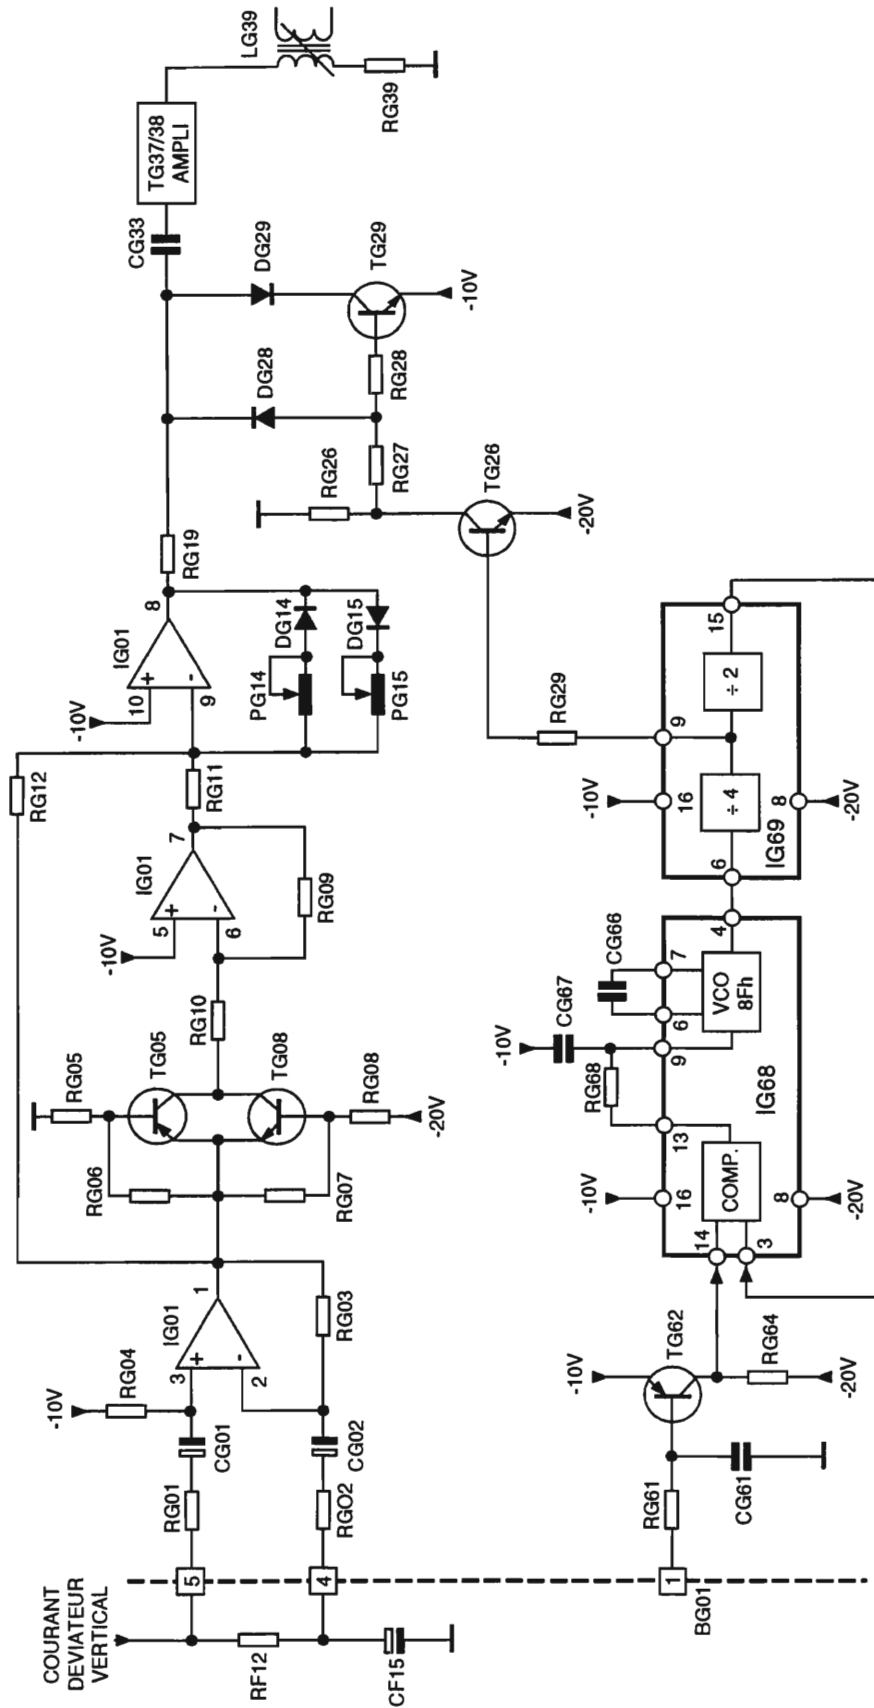 COURANT
DEVIATEUR
VERTICAL
RF12
CF15
5
4
RG01
CG01
RGO2
CG02
-10V
RG04
3
2
+
-
IG01
1
RG03
RG12
RG06
RG05
RG07
RG08
-20V
TG05
TG08
RG10
-10V
5
6
+
-
IG01
7
RG09
RG11
-10V
10
9
+
-
IG01
8
PG14
DG14
PG15
DG15
RG19
RG26
RG27
DG28
RG28
DG29
TG29
-10V
CG33
TG37/38
AMPLI
LG39
RG39
TG26
-20V
RG29
BG01
1
RG61
CG61
TG62
-10V
RG64
-20V
14
3
COMP.
-10V
16
8
-20V
13
RG68
-10V
CG67
9
6
7
CG66
VCO
8Fh
4
IG68
6
÷ 4
-10V
16
9
÷ 2
15
8
-20V
IG69